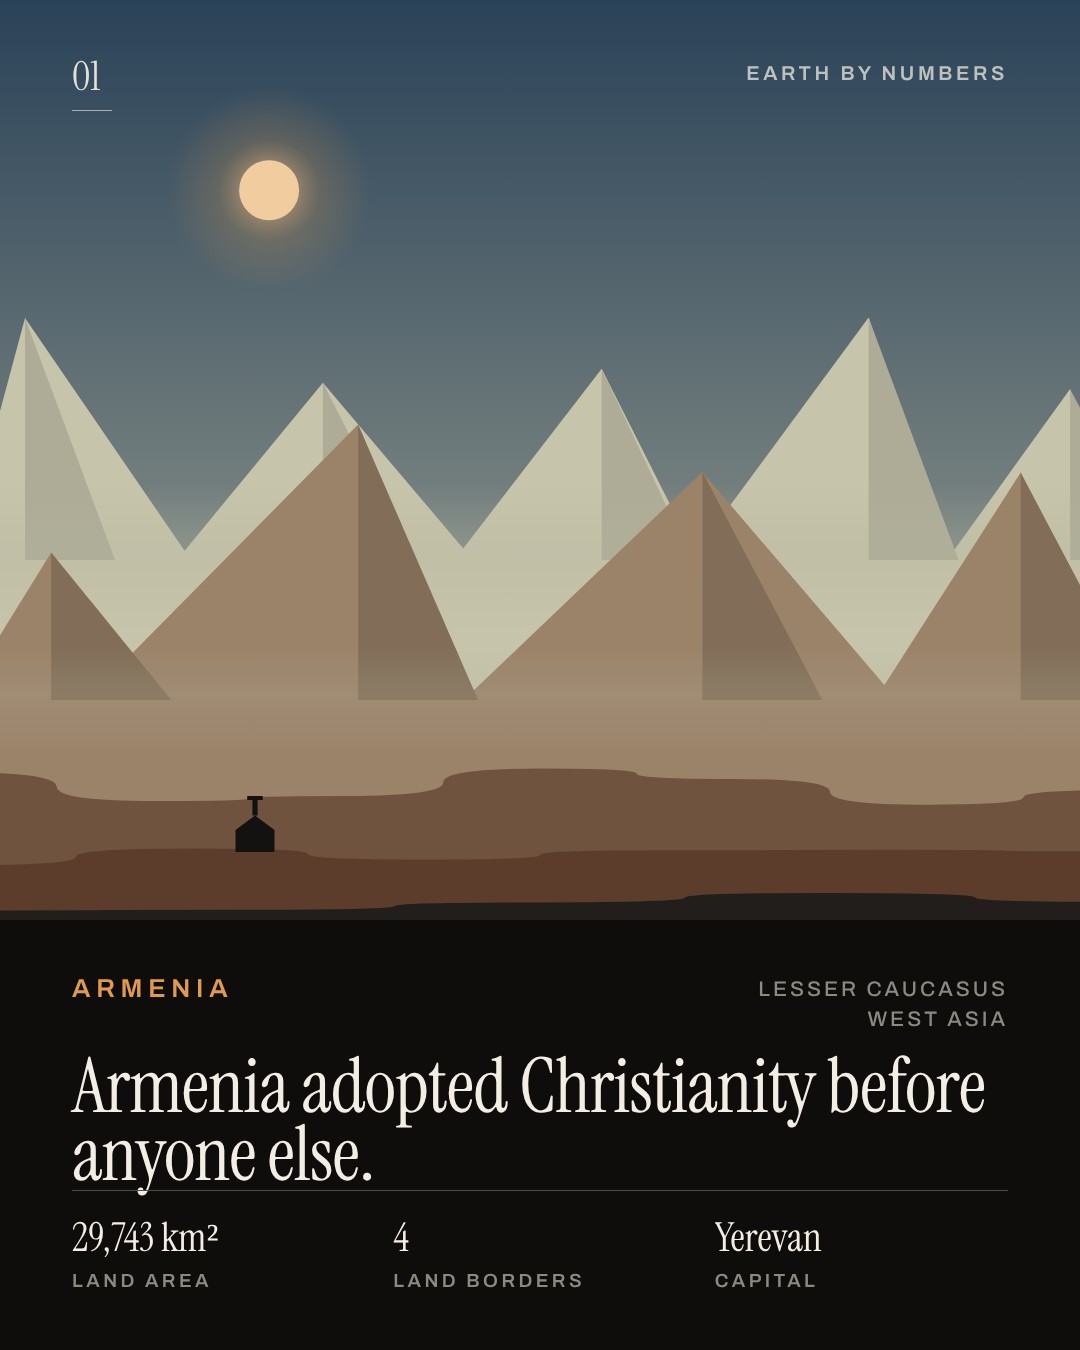 01
EARTH BY NUMBERS
ARMENIA
LESSER CAUCASUS
WEST ASIA
Armenia adopted Christianity before
anyone else.
29,743 km²
LAND AREA
4
LAND BORDERS
Yerevan
CAPITAL